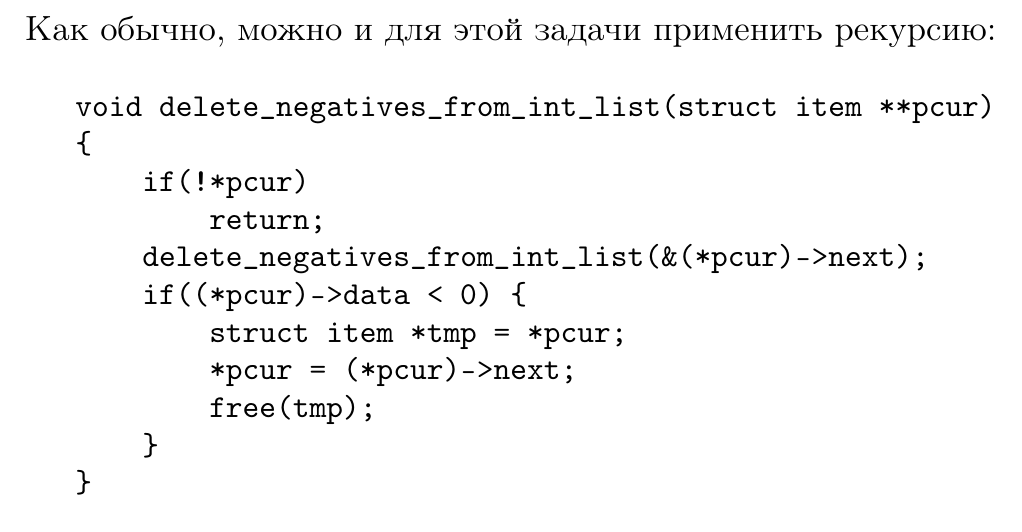 Как обычно, можно и для этой задачи применить рекурсию:
void delete_negatives_from_int_list(struct item **pcur)
{
    if(!*pcur)
        return;
    delete_negatives_from_int_list(&(*pcur)->next);
    if((*pcur)->data < 0) {
        struct item *tmp = *pcur;
        *pcur = (*pcur)->next;
        free(tmp);
    }
}